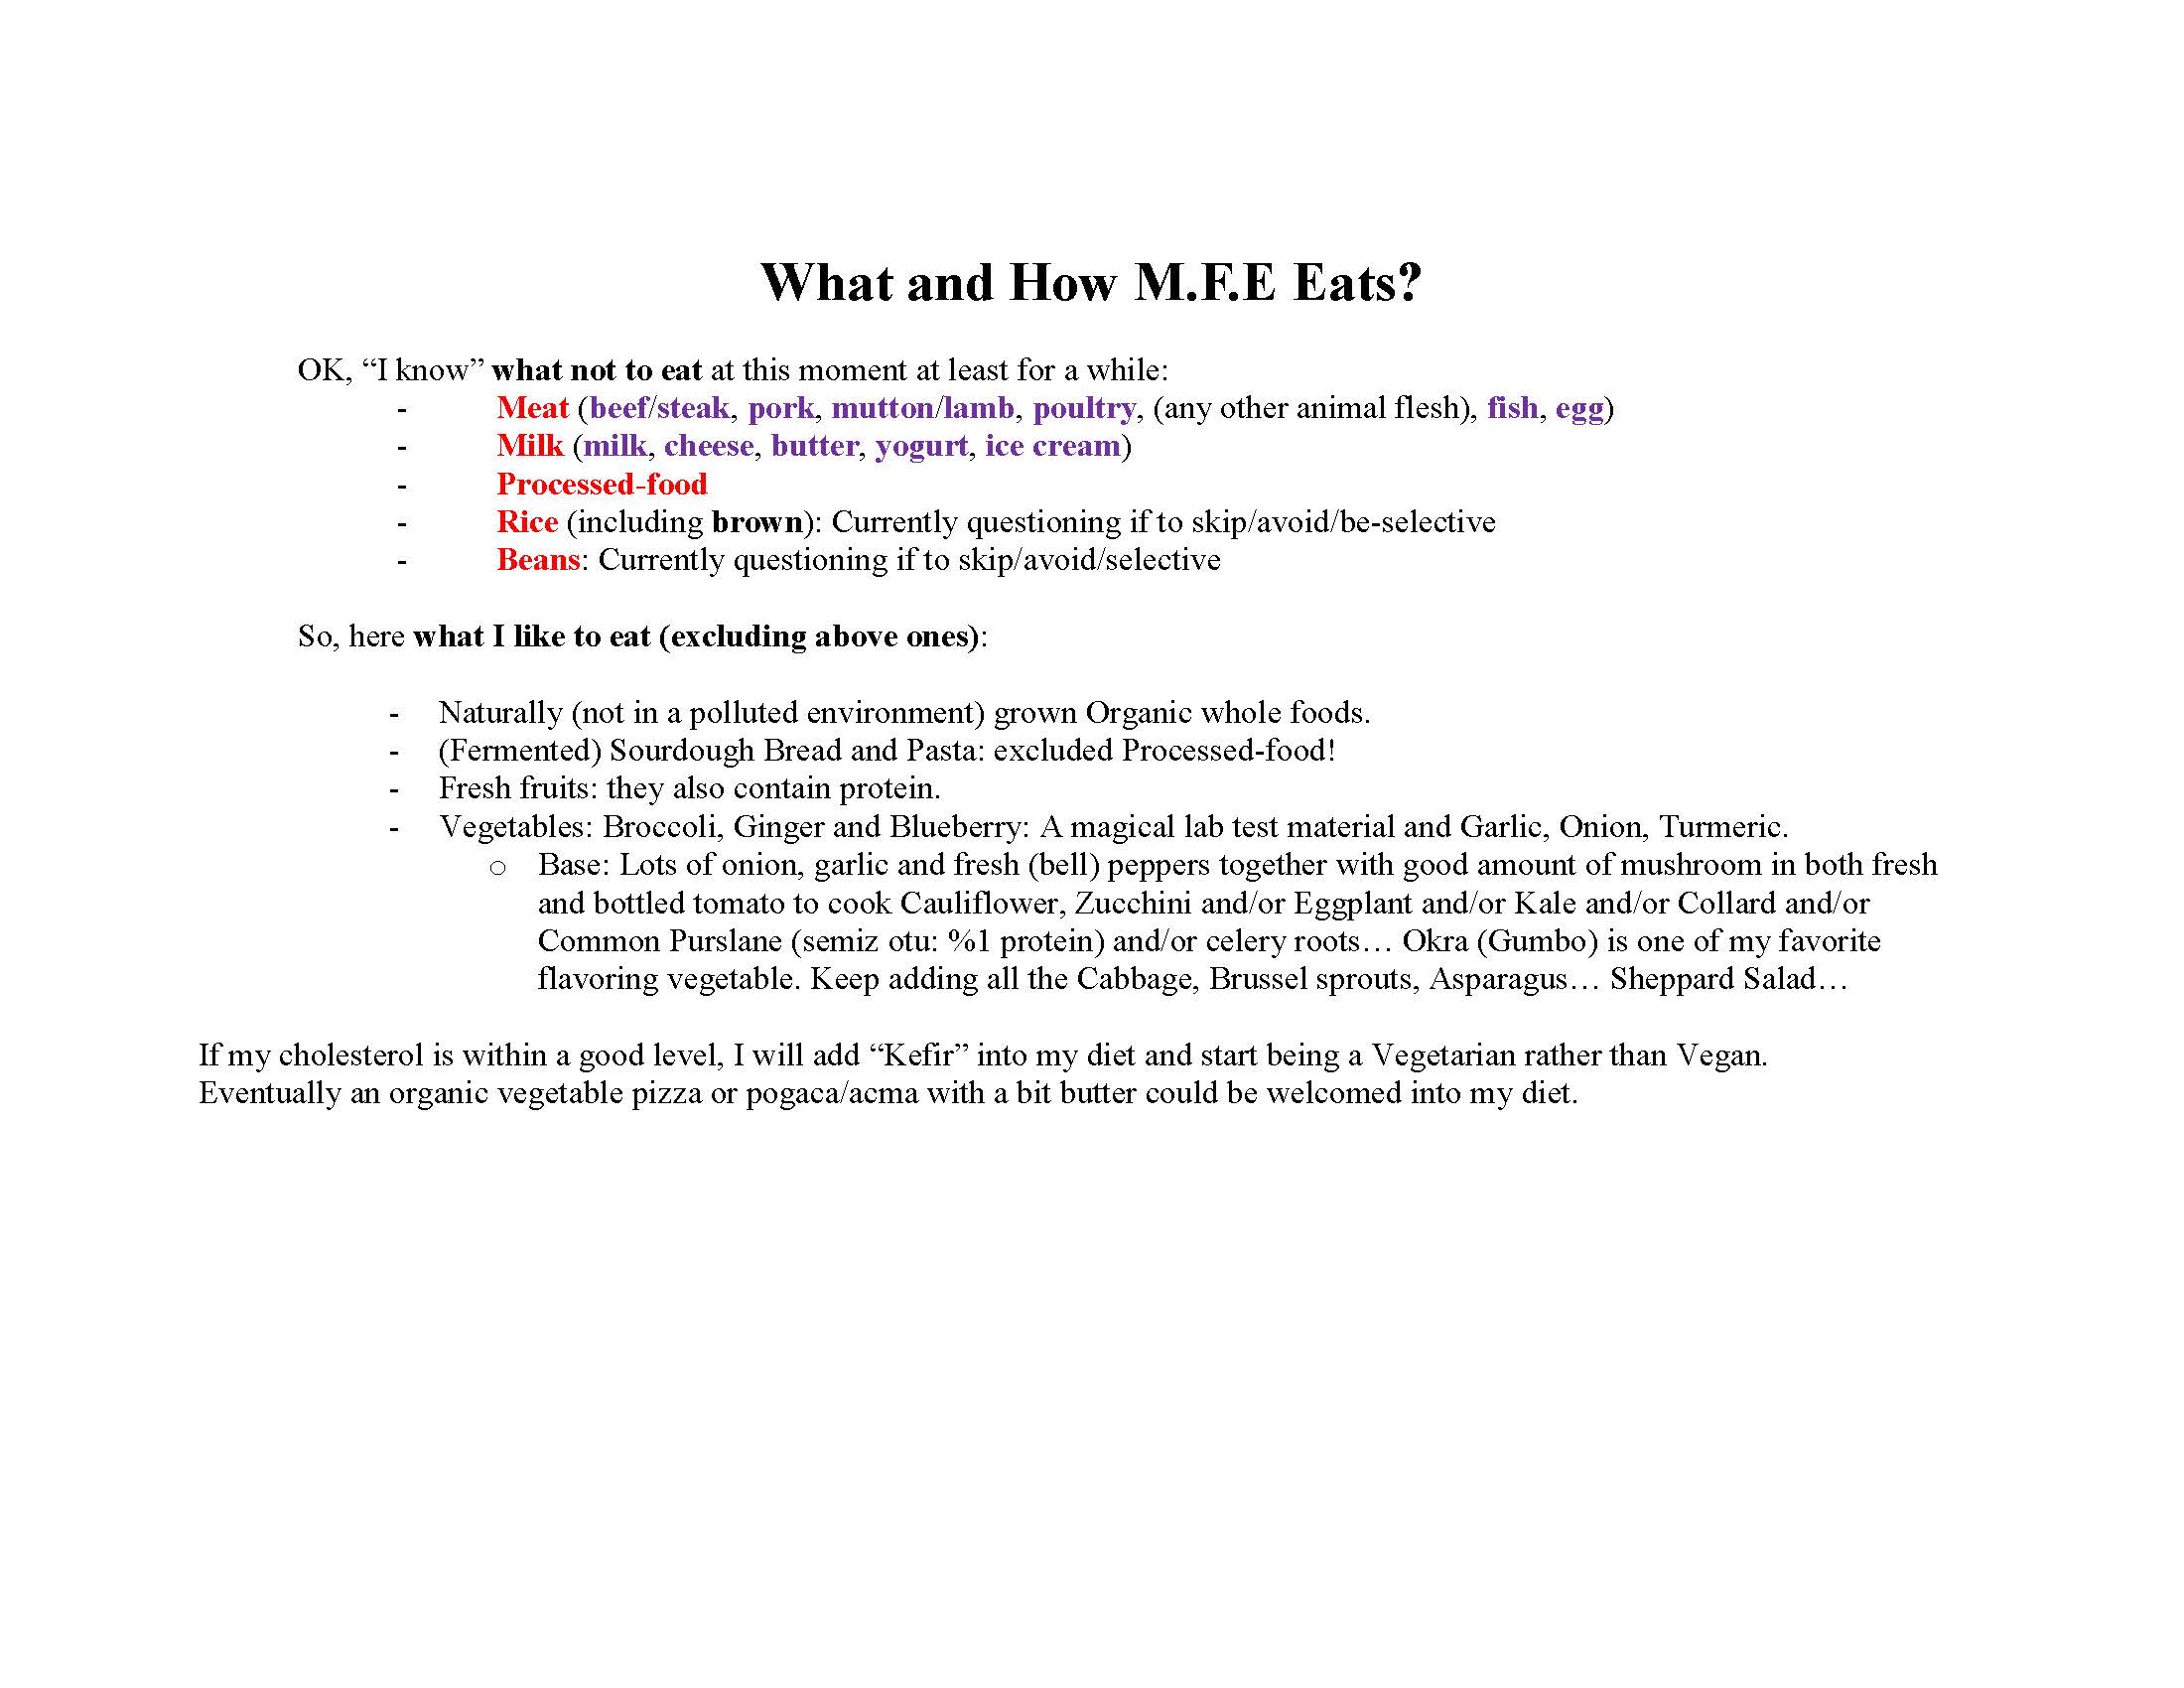 What and How M.F.E Eats?
OK, “I know” what not to eat at this moment at least for a while:
- Meat (beef/steak, pork, mutton/lamb, poultry, (any other animal flesh), fish, egg)
- Milk (milk, cheese, butter, yogurt, ice cream)
- Processed-food
- Rice (including brown): Currently questioning if to skip/avoid/be-selective
- Beans: Currently questioning if to skip/avoid/selective
So, here what I like to eat (excluding above ones):
- Naturally (not in a polluted environment) grown Organic whole foods.
- (Fermented) Sourdough Bread and Pasta: excluded Processed-food!
- Fresh fruits: they also contain protein.
- Vegetables: Broccoli, Ginger and Blueberry: A magical lab test material and Garlic, Onion, Turmeric.
o Base: Lots of onion, garlic and fresh (bell) peppers together with good amount of mushroom in both fresh
and bottled tomato to cook Cauliflower, Zucchini and/or Eggplant and/or Kale and/or Collard and/or
Common Purslane (semiz otu: %1 protein) and/or celery roots… Okra (Gumbo) is one of my favorite
flavoring vegetable. Keep adding all the Cabbage, Brussel sprouts, Asparagus… Sheppard Salad…
If my cholesterol is within a good level, I will add “Kefir” into my diet and start being a Vegetarian rather than Vegan.
Eventually an organic vegetable pizza or pogaca/acma with a bit butter could be welcomed into my diet.